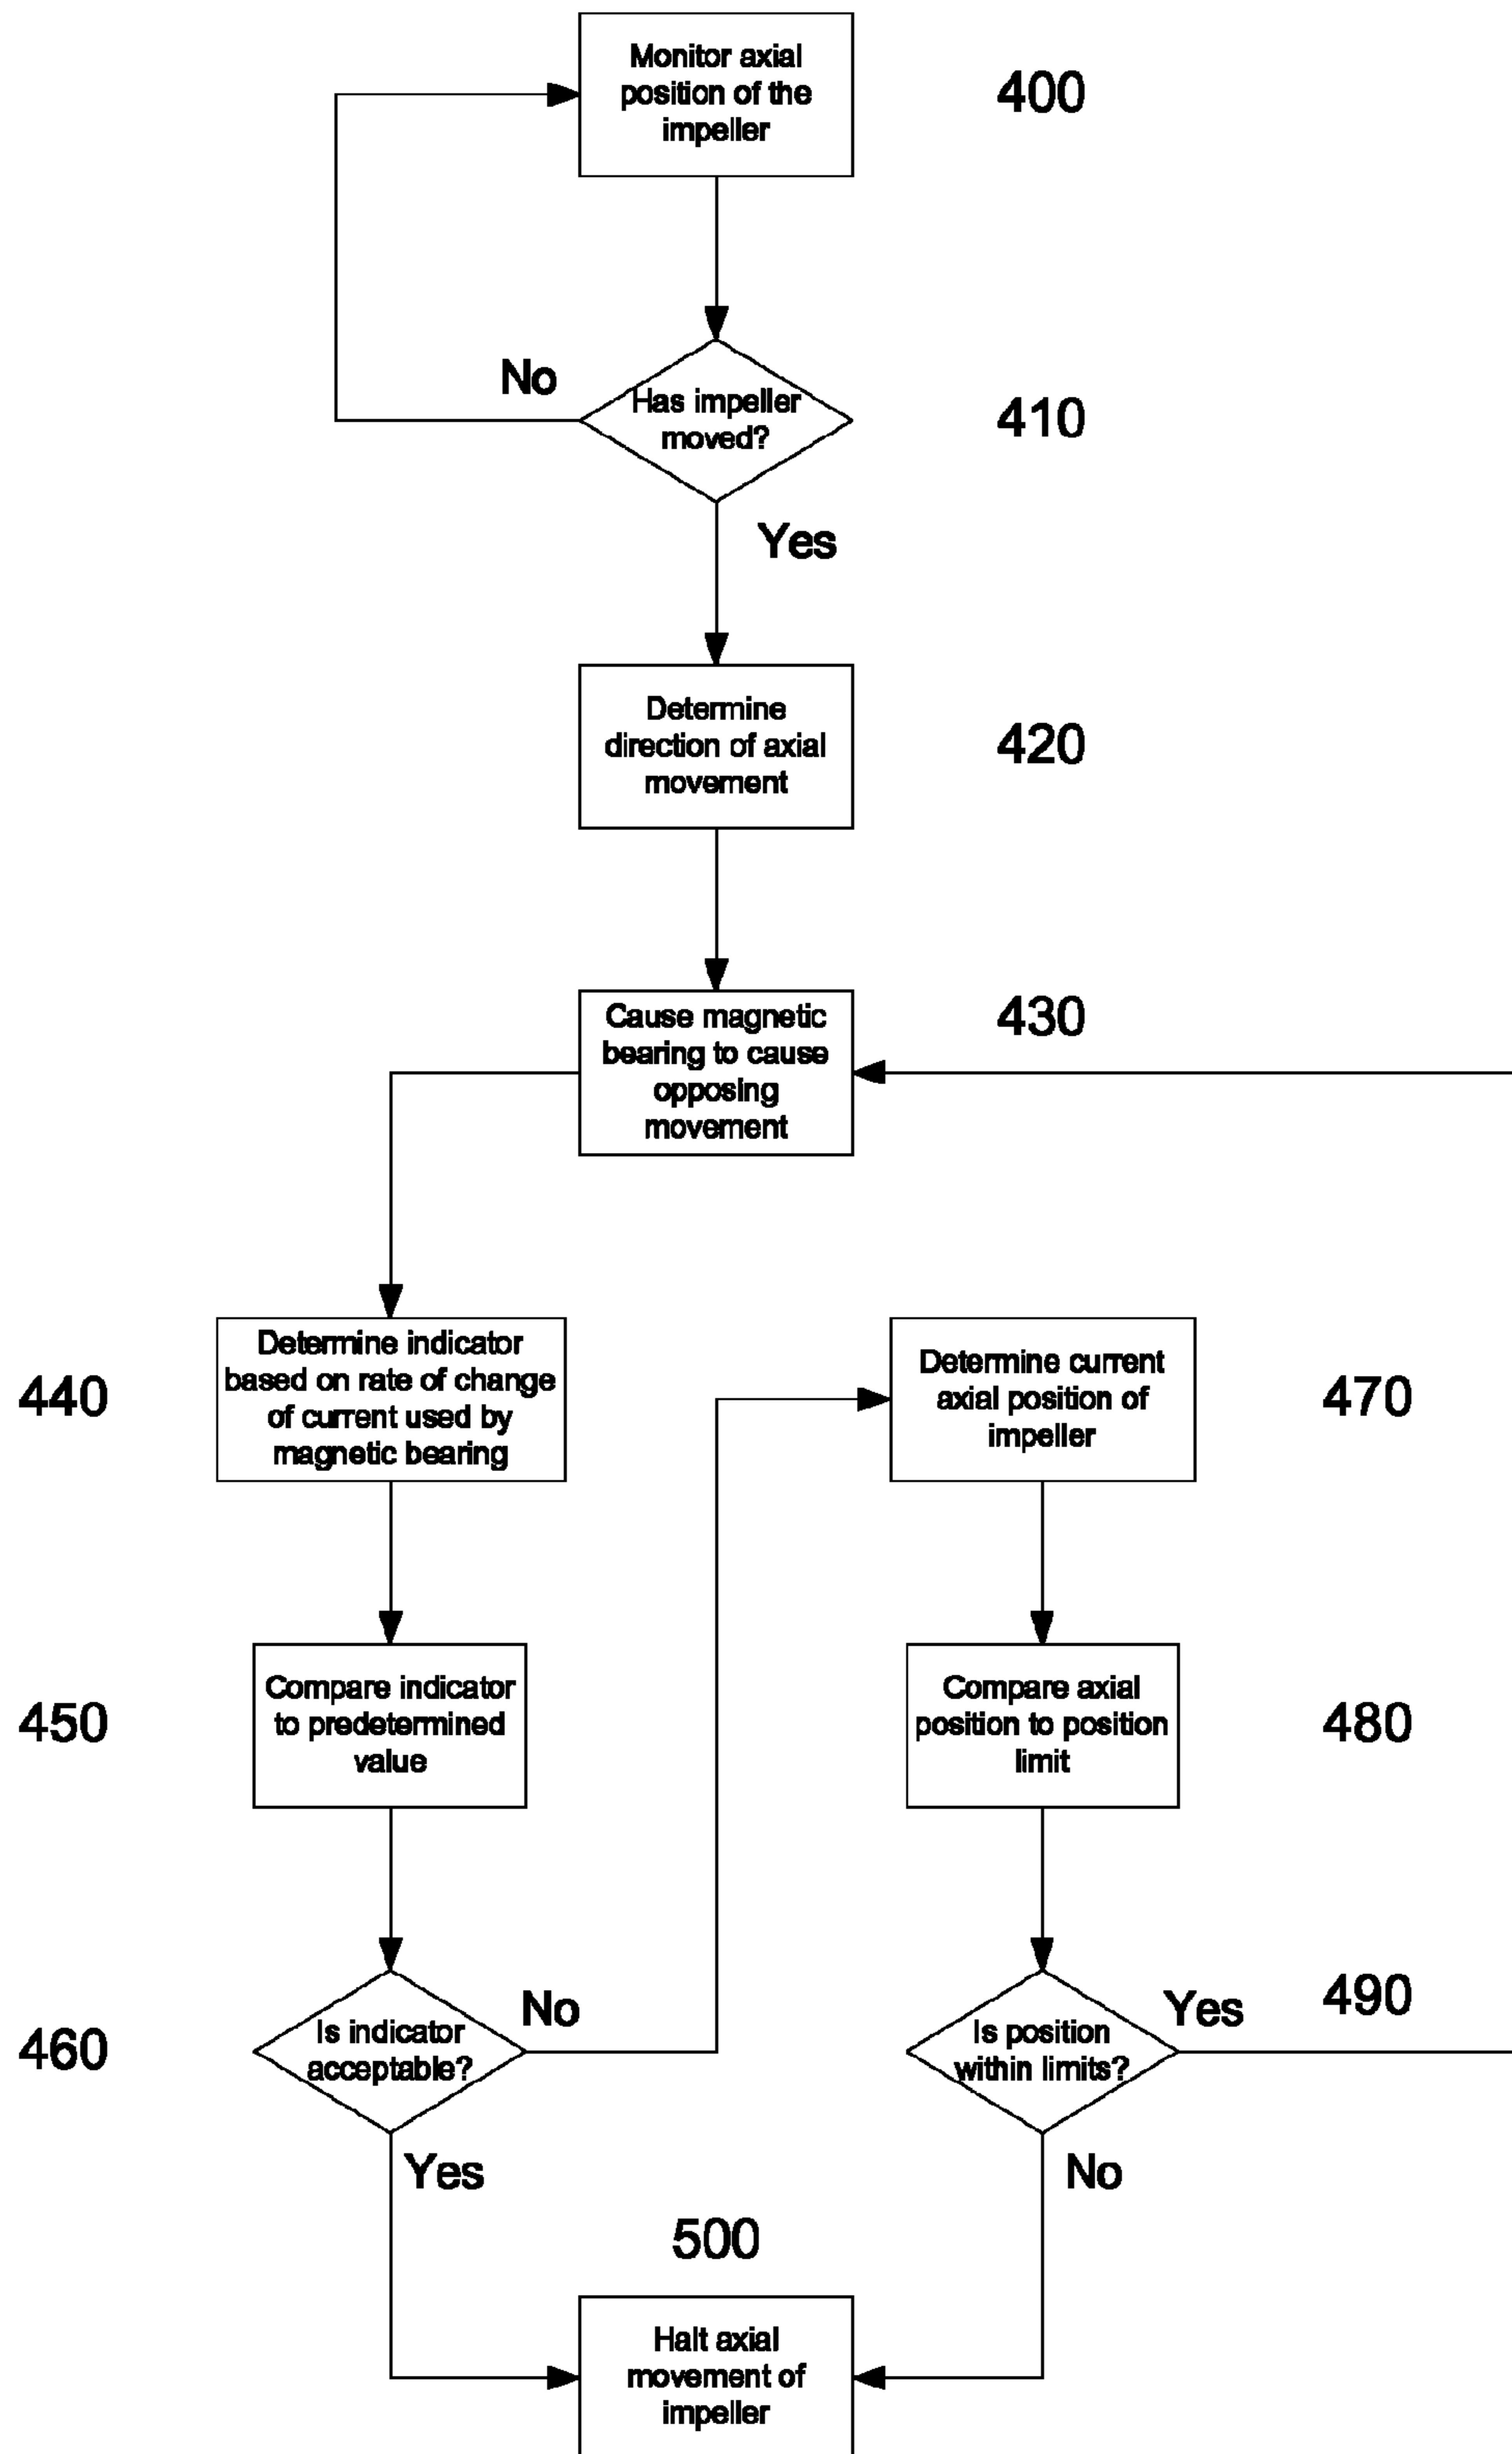 Monitor axial
position of the
impeller
400
No
Has impeller
moved?
410
Yes
Determine
direction of axial
movement
420
Cause magnetic
bearing to cause
opposing
movement
430
440
Determine indicator
based on rate of change
of current used by
magnetic bearing
Determine current
axial position of
impeller
470
450
Compare indicator
to predetermined
value
Compare axial
position to position
limit
480
460
Is indicator
acceptable?
No
Is position
within limits?
Yes
490
Yes
No
500
Halt axial
movement of
impeller